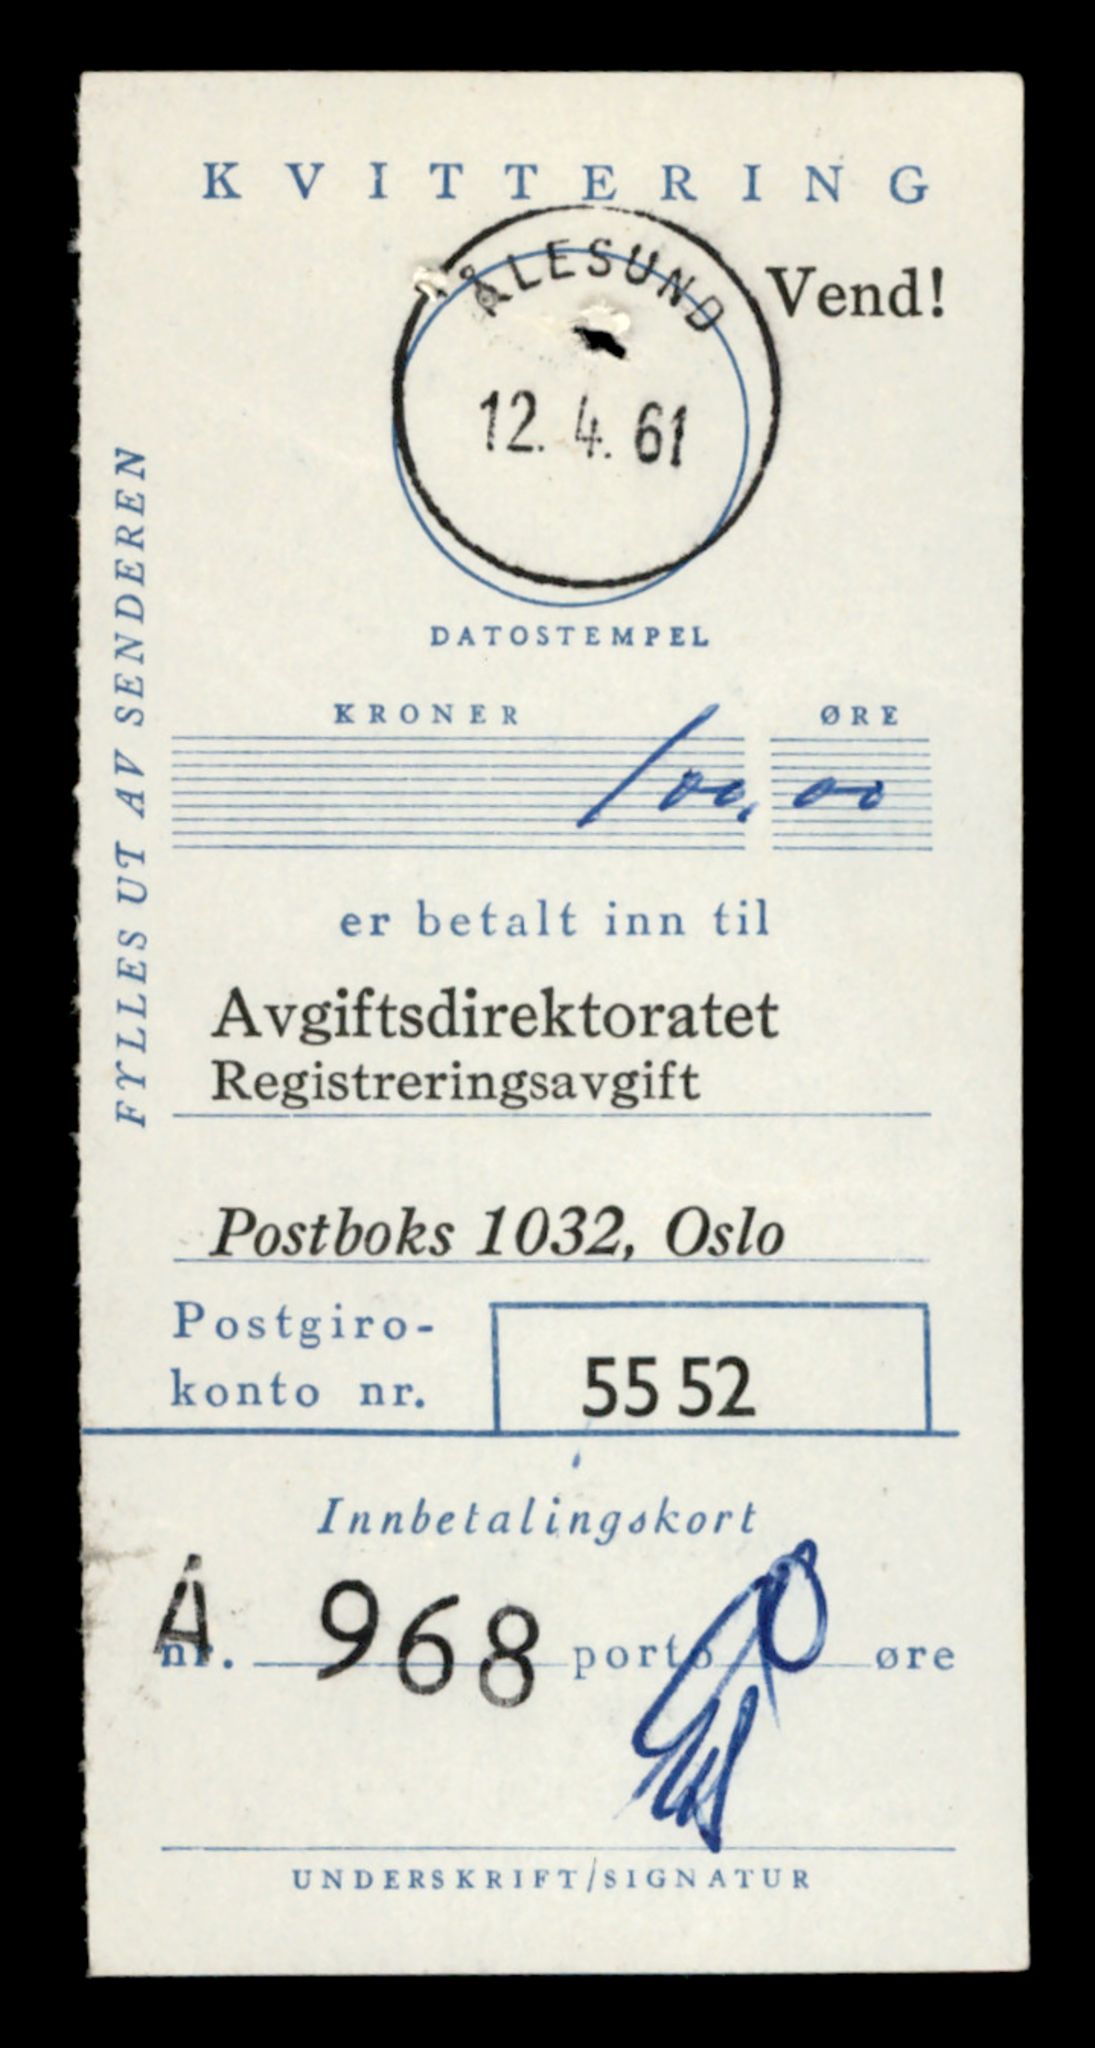 KVITTERING
ÅLESUND
Vend!
12. 4. 61
DATOSTEMPEL
FYLLES UT AV SENDEREN
KRONER ØRE
100, 00
er betalt inn til
Avgiftsdirektoratet
Registreringsavgift
Postboks 1032, Oslo
Postgiro-
konto nr. 55 52
Innbetalingskort
A
nr. 968 porto øre
UNDERSKRIFT/SIGNATUR